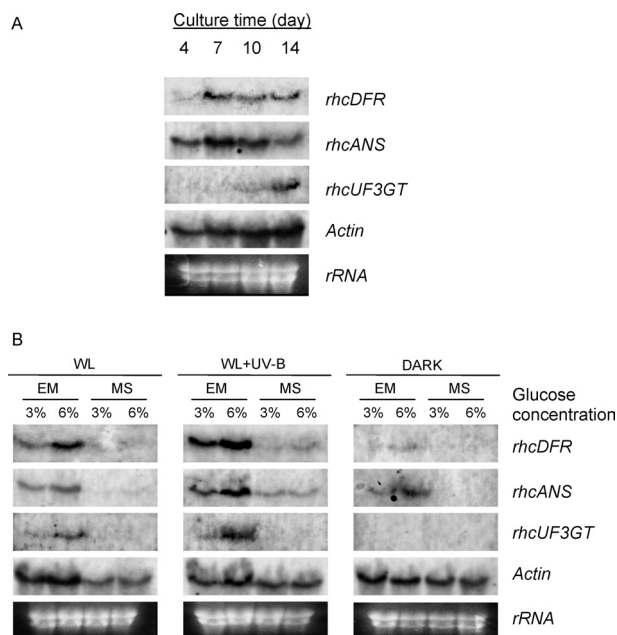 A
Culture time (day)
4 7 10 14
rhcDFR
rhcANS
rhcUF3GT
Actin
rRNA
B
WL WL+UV-B DARK
EM MS EM MS EM MS
Glucose
concentration
3% 6% 3% 6% 3% 6% 3% 6% 3% 6% 3% 6%
rhcDFR
rhcANS
rhcUF3GT
Actin
rRNA